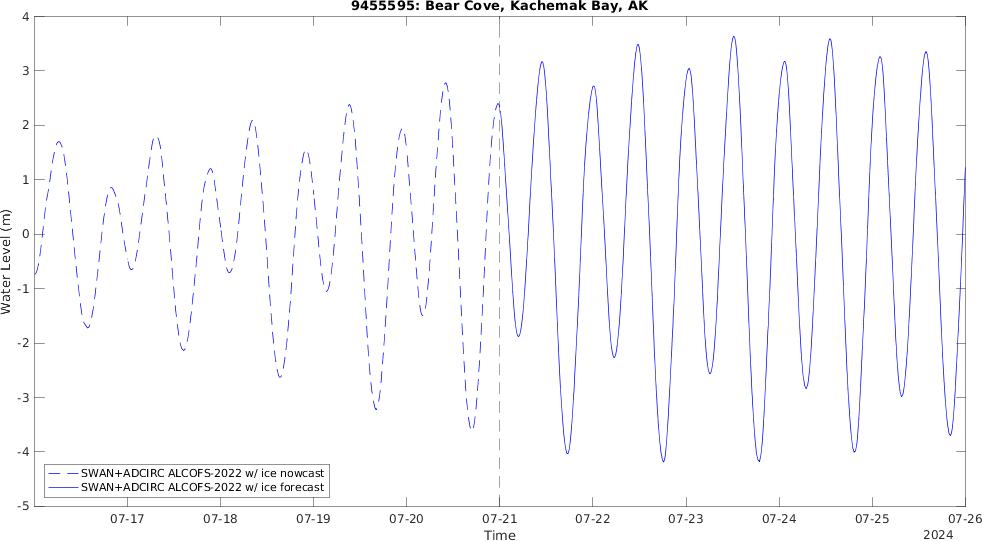 9455595: Bear Cove, Kachemak Bay, AK
4
3
2
1
0
-1
-2
-3
-4
-5
Water Level (m)
SWAN+ADCIRC ALCOFS-2022 w/ ice nowcast
SWAN+ADCIRC ALCOFS-2022 w/ ice forecast
07-17 07-18 07-19 07-20 07-21 07-22 07-23 07-24 07-25 07-26
Time
2024